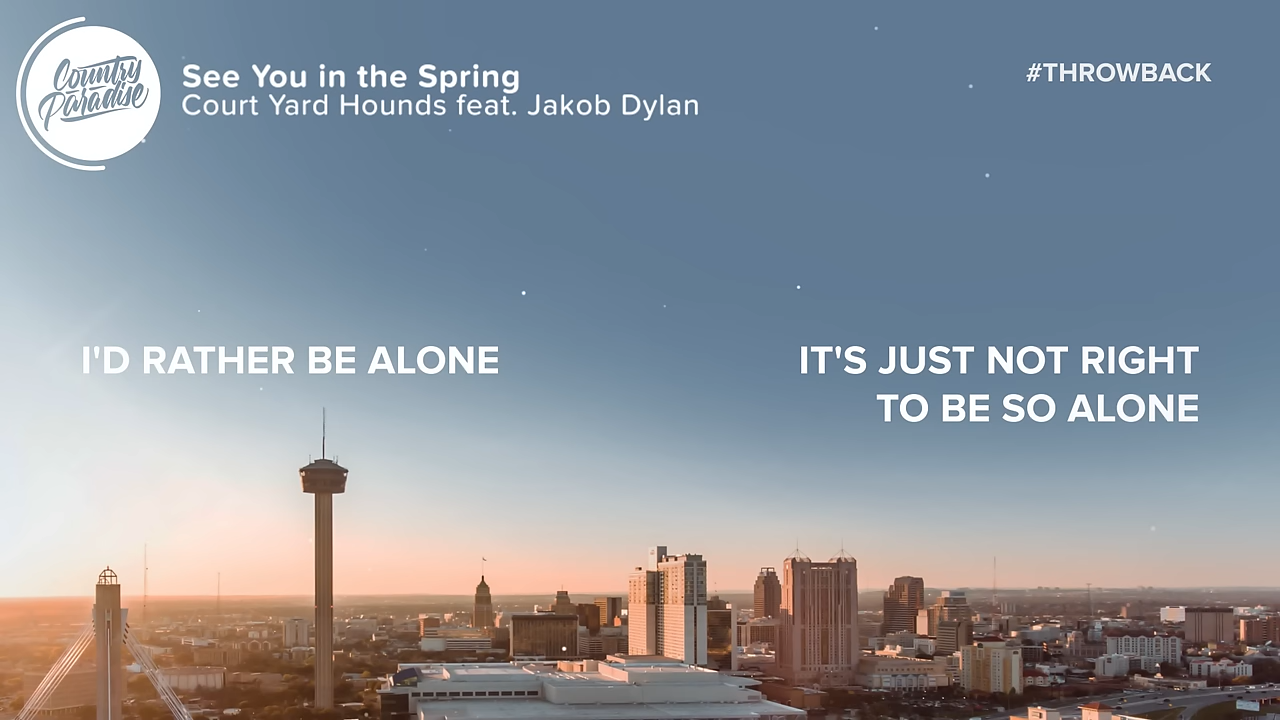 Country
Paradise
See You in the Spring
Court Yard Hounds feat. Jakob Dylan
#THROWBACK
I'D RATHER BE ALONE
IT'S JUST NOT RIGHT
TO BE SO ALONE